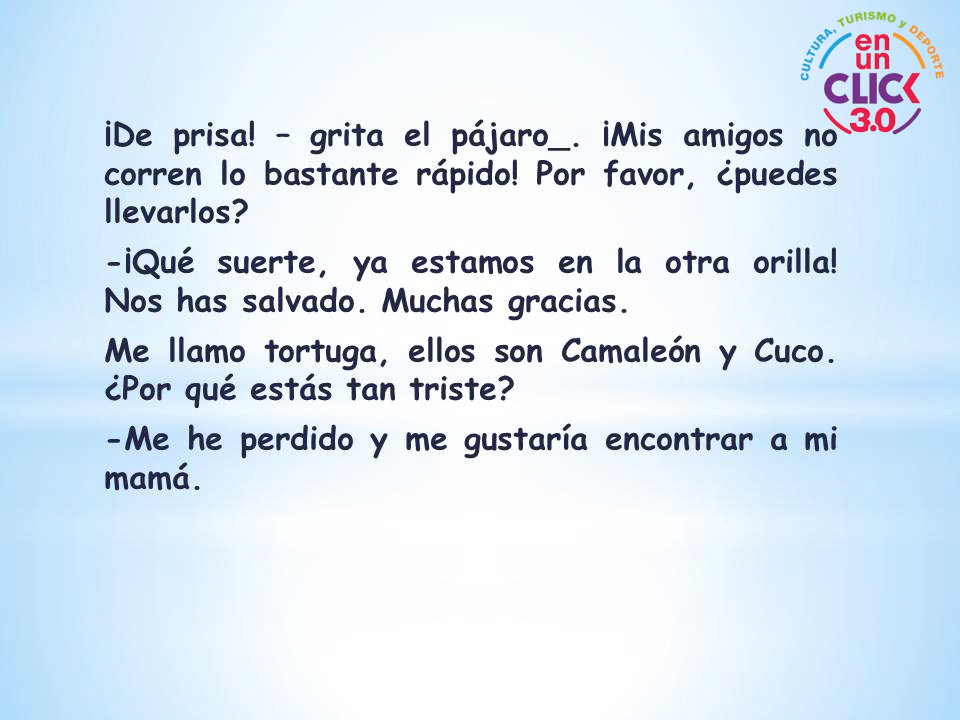 CULTURA, TURISMO y DEPORTE
en
un
CLICK
3.0
¡De prisa! – grita el pájaro_. ¡Mis amigos no
corren lo bastante rápido! Por favor, ¿puedes
llevarlos?
-¡Qué suerte, ya estamos en la otra orilla!
Nos has salvado. Muchas gracias.
Me llamo tortuga, ellos son Camaleón y Cuco.
¿Por qué estás tan triste?
-Me he perdido y me gustaría encontrar a mi
mamá.